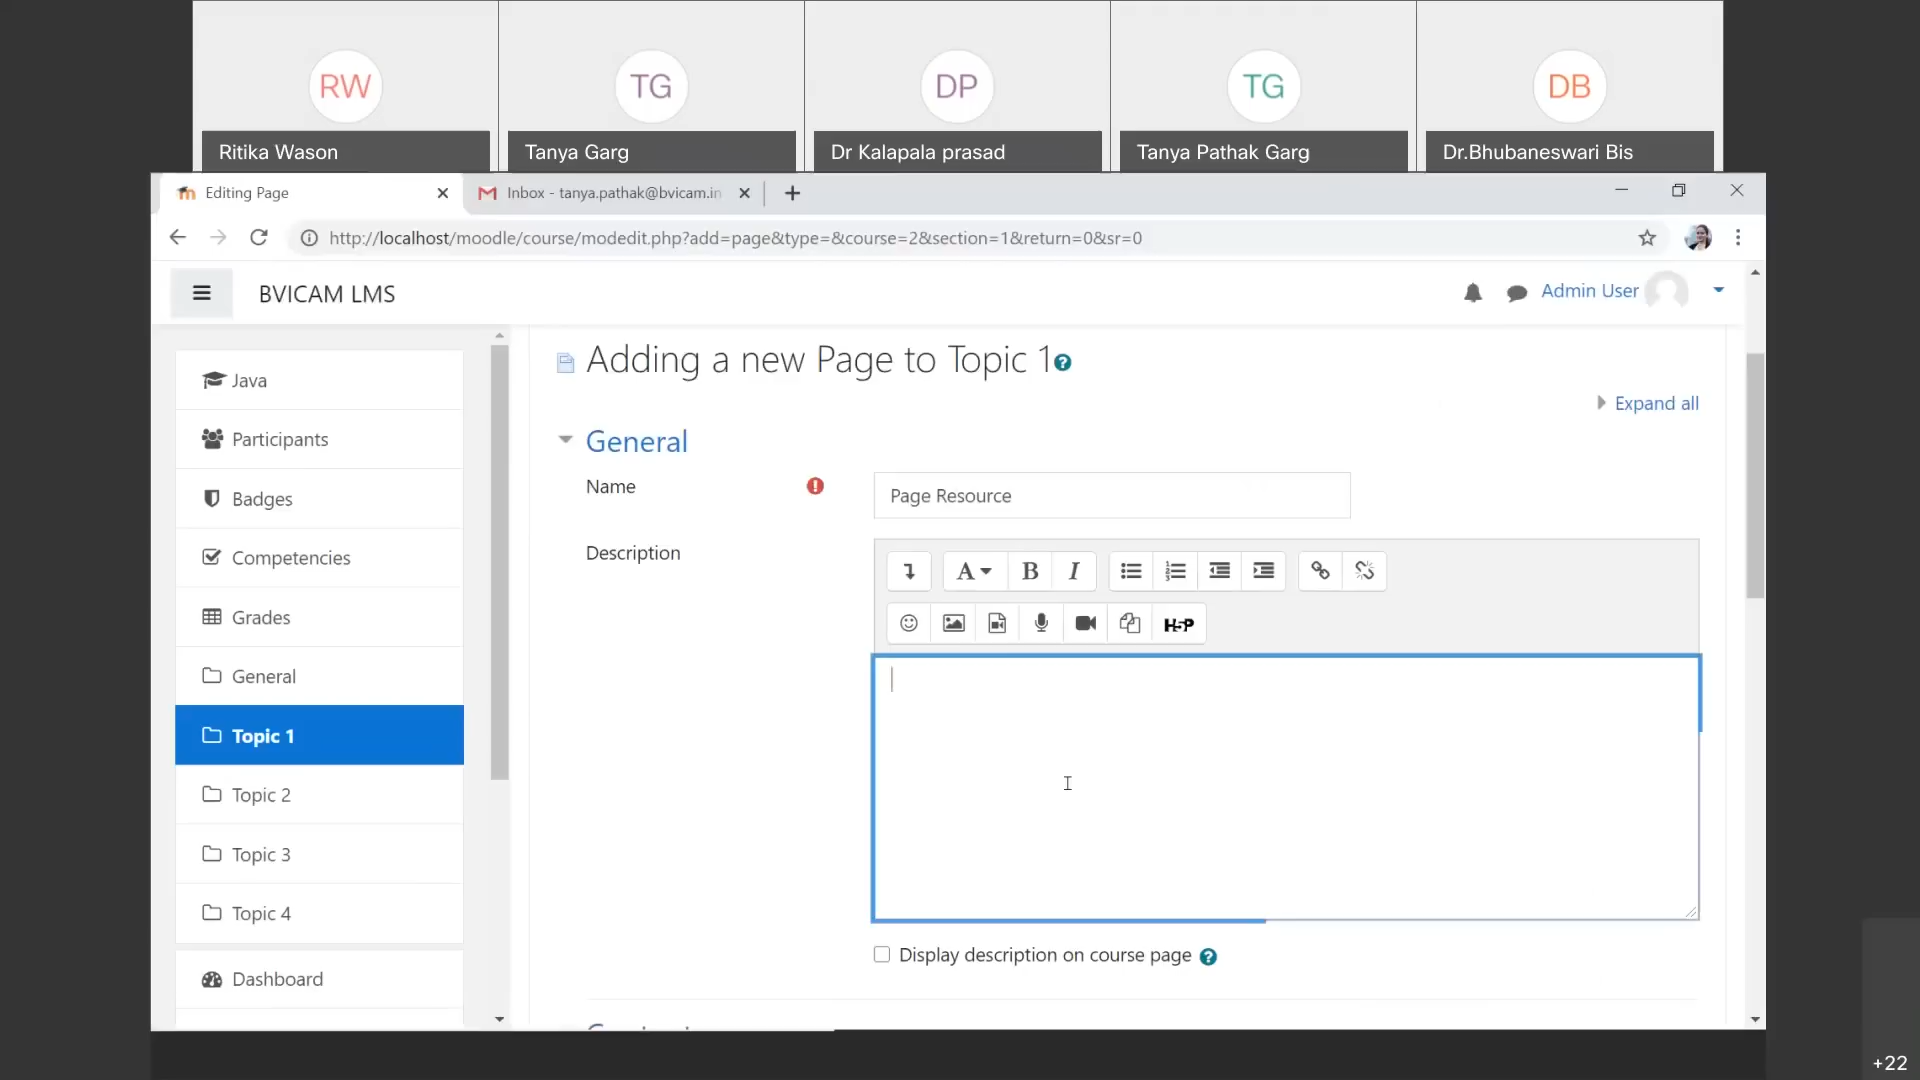 RW TG DP TG DB
Ritika Wason Tanya Garg Dr Kalapala prasad Tanya Pathak Garg Dr.Bhubaneswari Bis
Editing Page Inbox - tanya.pathak@bvicam.in
http://localhost/moodle/course/modedit.php?add=page&type=&course=2&section=1&return=0&sr=0
BVICAM LMS Admin User
Java
Participants
Badges
Competencies
Grades
General
Topic 1
Topic 2
Topic 3
Topic 4
Dashboard
Adding a new Page to Topic 1
Expand all
General
Name Page Resource
Description
A B I
H5P
Display description on course page
+22